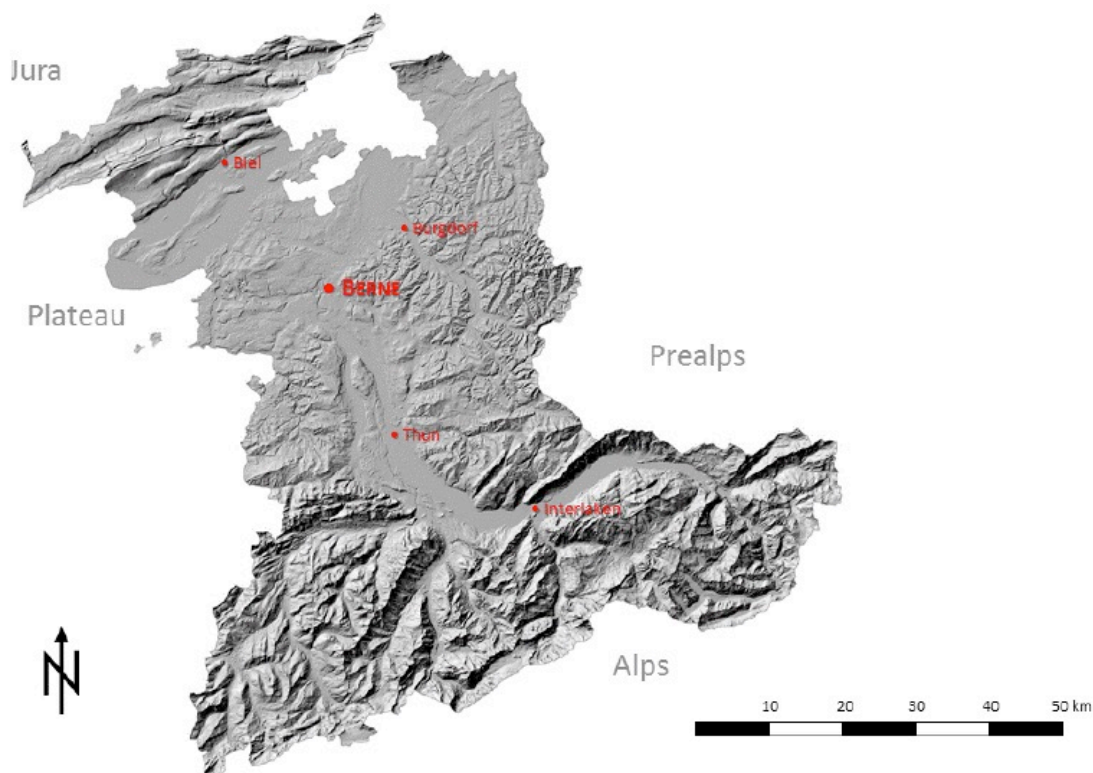 Jura
Biel
Burgdorf
BERNE
Plateau
Prealps
Thun
Interlaken
Alps
N
10 20 30 40 50 km